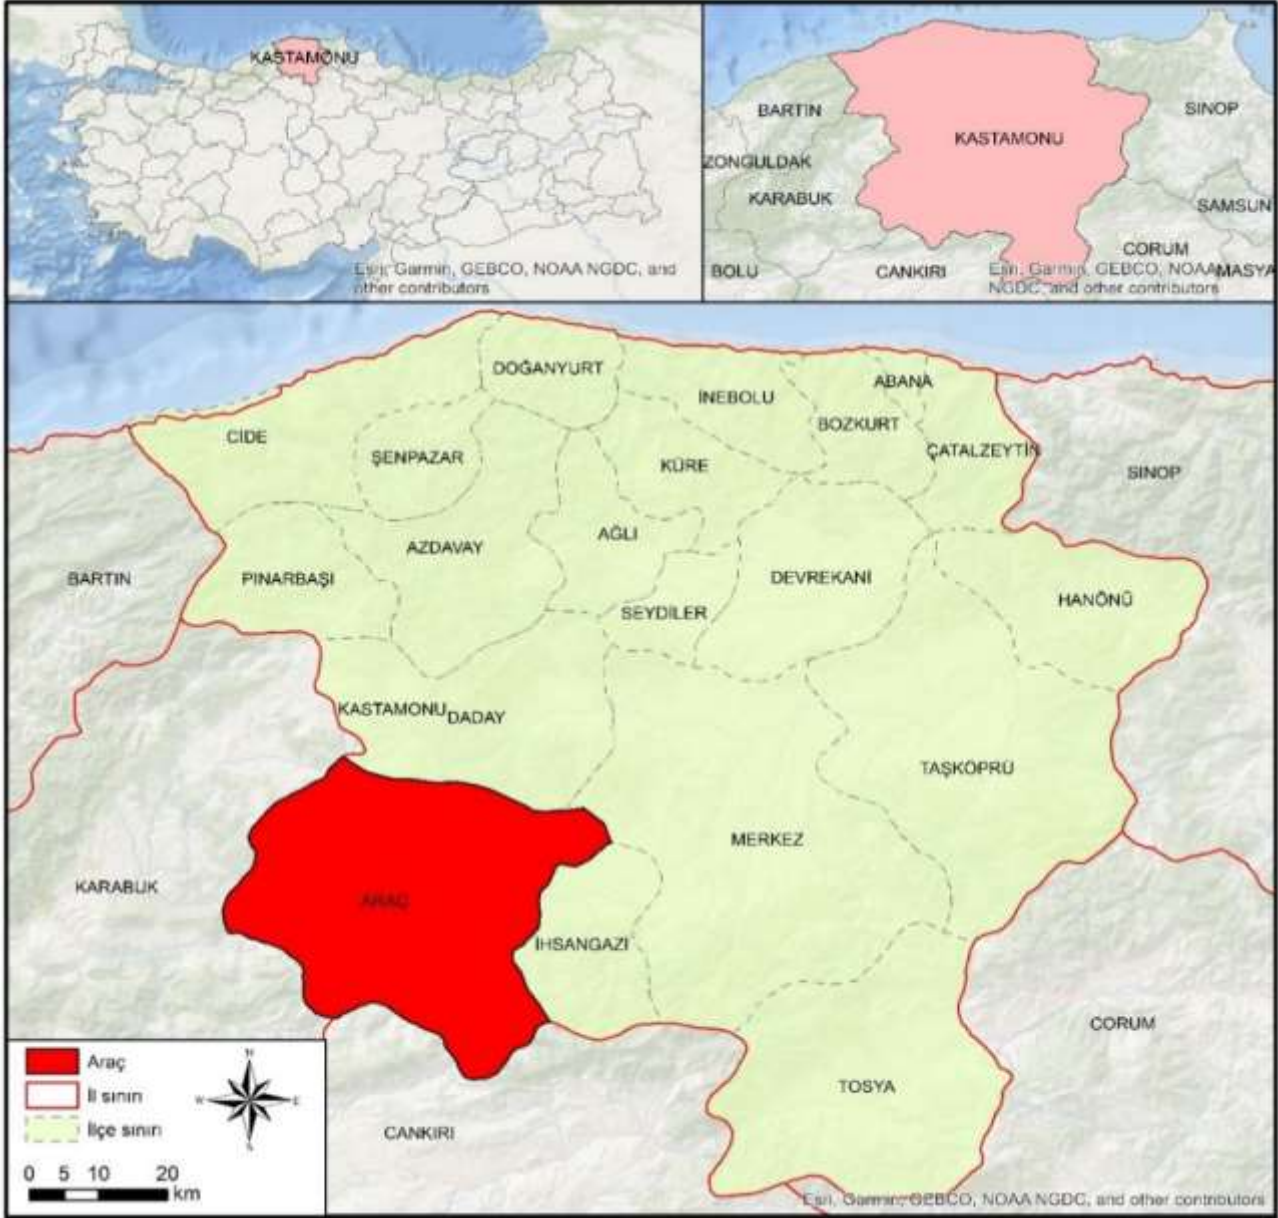 KASTAMONU
Esri, Garmin, GEBCO, NOAA NGDC, and
other contributors
BARTIN
SINOP
KASTAMONU
ZONGULDAK
KARABUK
SAMSUN
CORUM
BOLU
CANKIRI
AMASYA
Esri, Garmin, GEBCO, NOAA
NGDC, and other contributors
DOĞANYURT
ABANA
İNEBOLU
CİDE
BOZKURT
ŞENPAZAR
KÜRE
ÇATALZEYTİN
SINOP
AĞLI
AZDAVAY
BARTIN
PINARBAŞI
DEVREKANİ
HANÖNÜ
SEYDİLER
KASTAMONU
DADAY
TAŞKÖPRÜ
MERKEZ
KARABUK
ARAÇ
İHSANGAZİ
CORUM
TOSYA
CANKIRI
Araç
İl sınırı
İlçe sınırı
N
W
E
S
0 5 10 20
km
Esri, Garmin, GEBCO, NOAA NGDC, and other contributors